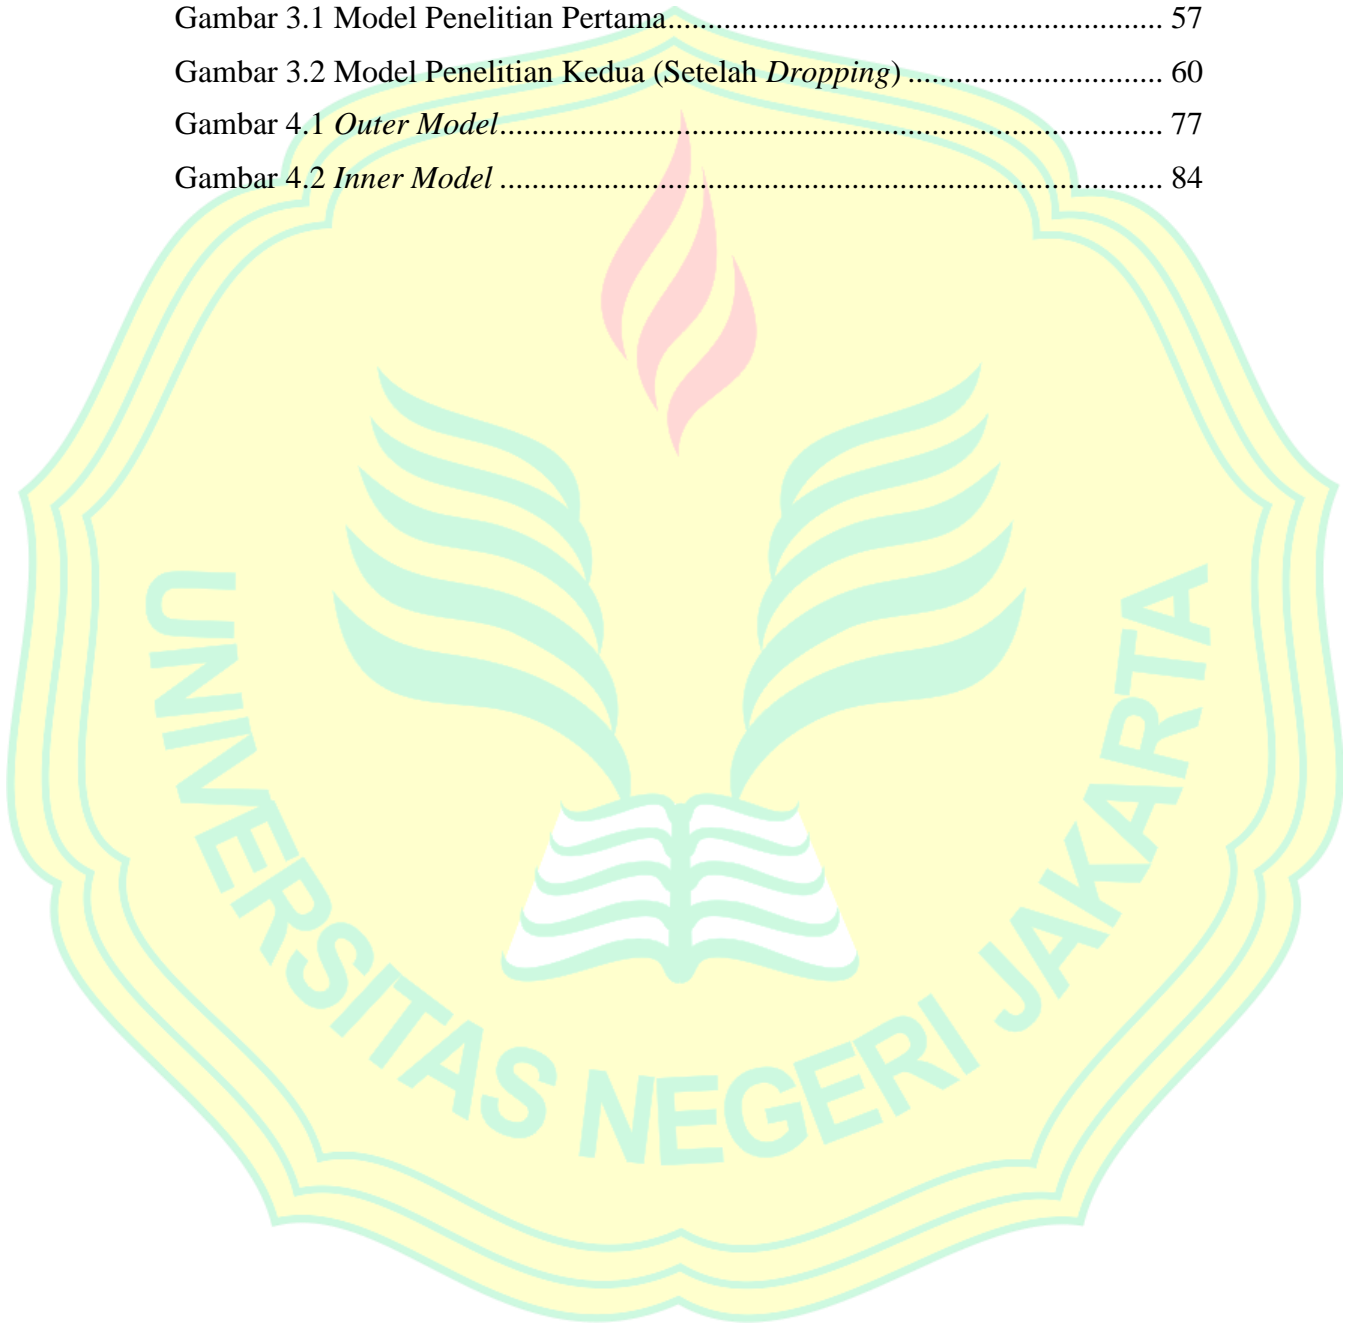 Gambar 3.1 Model Penelitian Pertama.............................................................. 57
Gambar 3.2 Model Penelitian Kedua (Setelah Dropping) ................................ 60
Gambar 4.1 Outer Model................................................................................... 77
Gambar 4.2 Inner Model ................................................................................... 84
UNIVERSITAS NEGERI JAKARTA